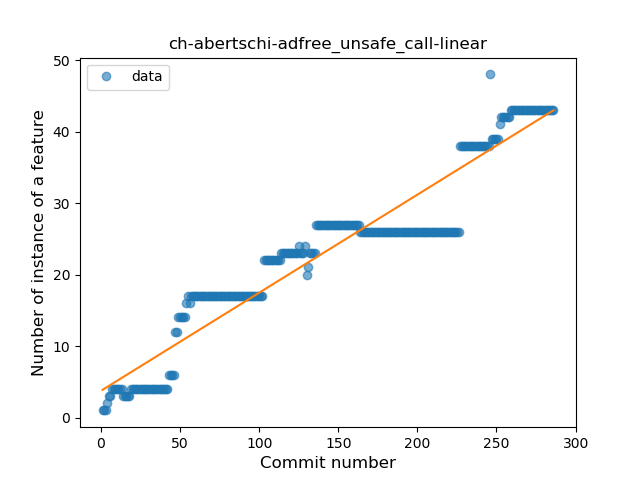 ch-abertschi-adfree_unsafe_call-linear
data
Number of instance of a feature
50
40
30
20
10
0
0 50 100 150 200 250 300
Commit number